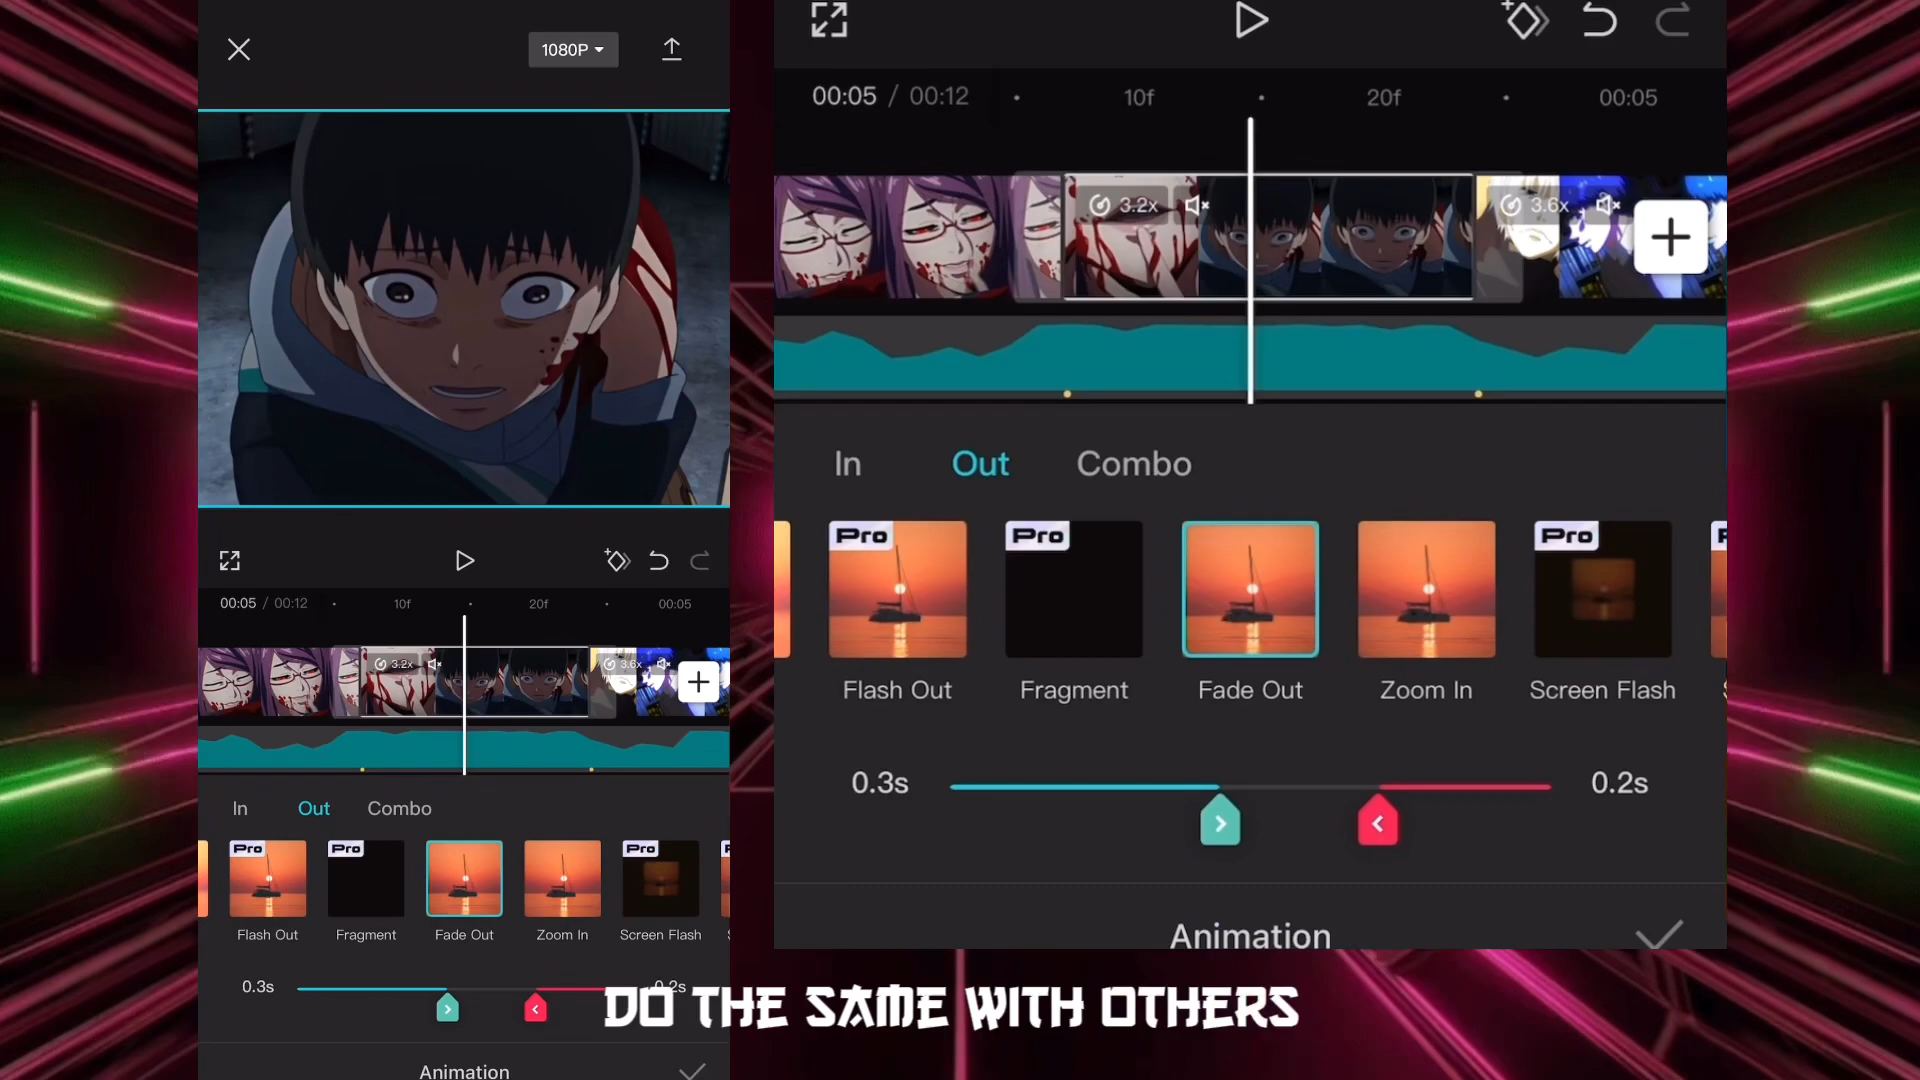 1080P
00:05 / 00:12
10f
20f
00:05
3.2x
3.6x
In
Out
Combo
Pro
Pro
Pro
Flash Out
Fragment
Fade Out
Zoom In
Screen Flash
0.3s
0.2s
Animation
00:05 / 00:12
10f
20f
00:05
3.2x
3.6x
In
Out
Combo
Pro
Pro
Pro
Flash Out
Fragment
Fade Out
Zoom In
Screen Flash
0.3s
0.2s
Animation
DO THE SAME WITH OTHERS